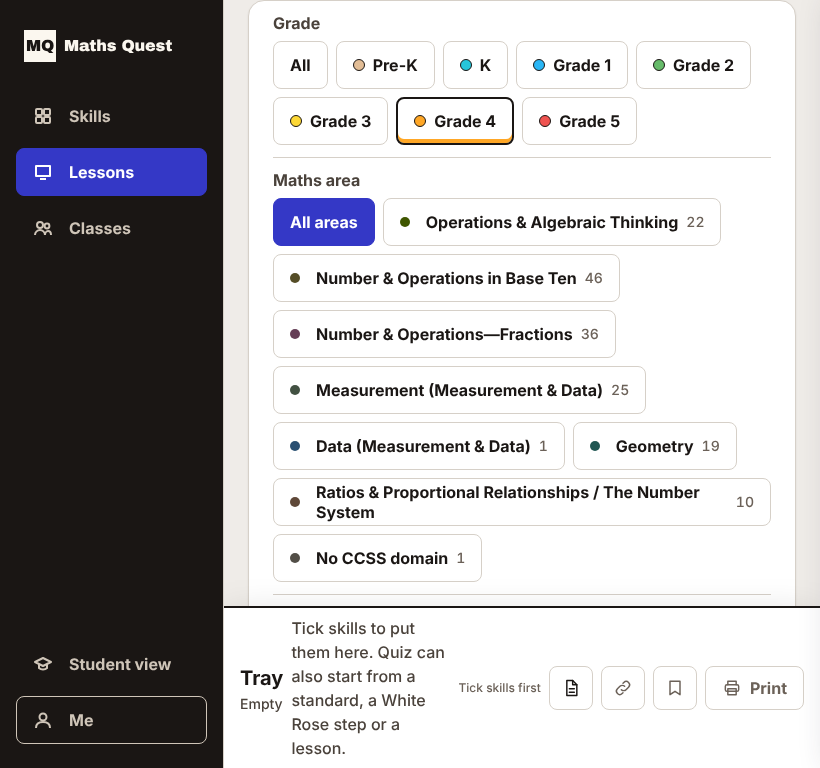 MQ Maths Quest
Skills
Lessons
Classes
Student view
Me
Grade
All
Pre-K
K
Grade 1
Grade 2
Grade 3
Grade 4
Grade 5
Maths area
All areas
Operations & Algebraic Thinking 22
Number & Operations in Base Ten 46
Number & Operations—Fractions 36
Measurement (Measurement & Data) 25
Data (Measurement & Data) 1
Geometry 19
Ratios & Proportional Relationships / The Number
System
10
No CCSS domain 1
Tray
Empty
Tick skills to put
them here. Quiz can
also start from a
standard, a White
Rose step or a
lesson.
Tick skills first
Print